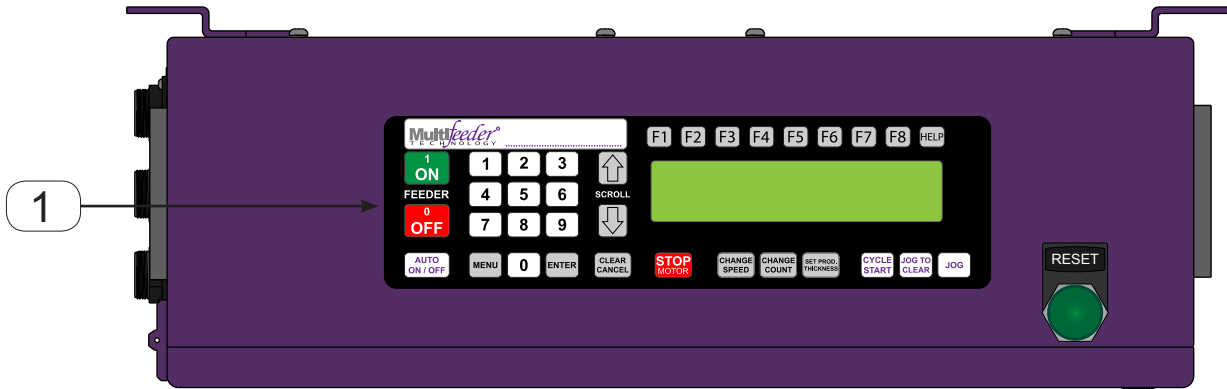 1
Multifeeder®
TECHNOLOGY
1
ON
FEEDER
0
OFF
AUTO
ON / OFF
1 2 3
4 5 6
7 8 9
MENU 0 ENTER
SCROLL
CLEAR
CANCEL
F1 F2 F3 F4 F5 F6 F7 F8 HELP
STOP
MOTOR
CHANGE
SPEED
CHANGE
COUNT
SET PROD.
THICKNESS
CYCLE
START
JOG TO
CLEAR
JOG
RESET